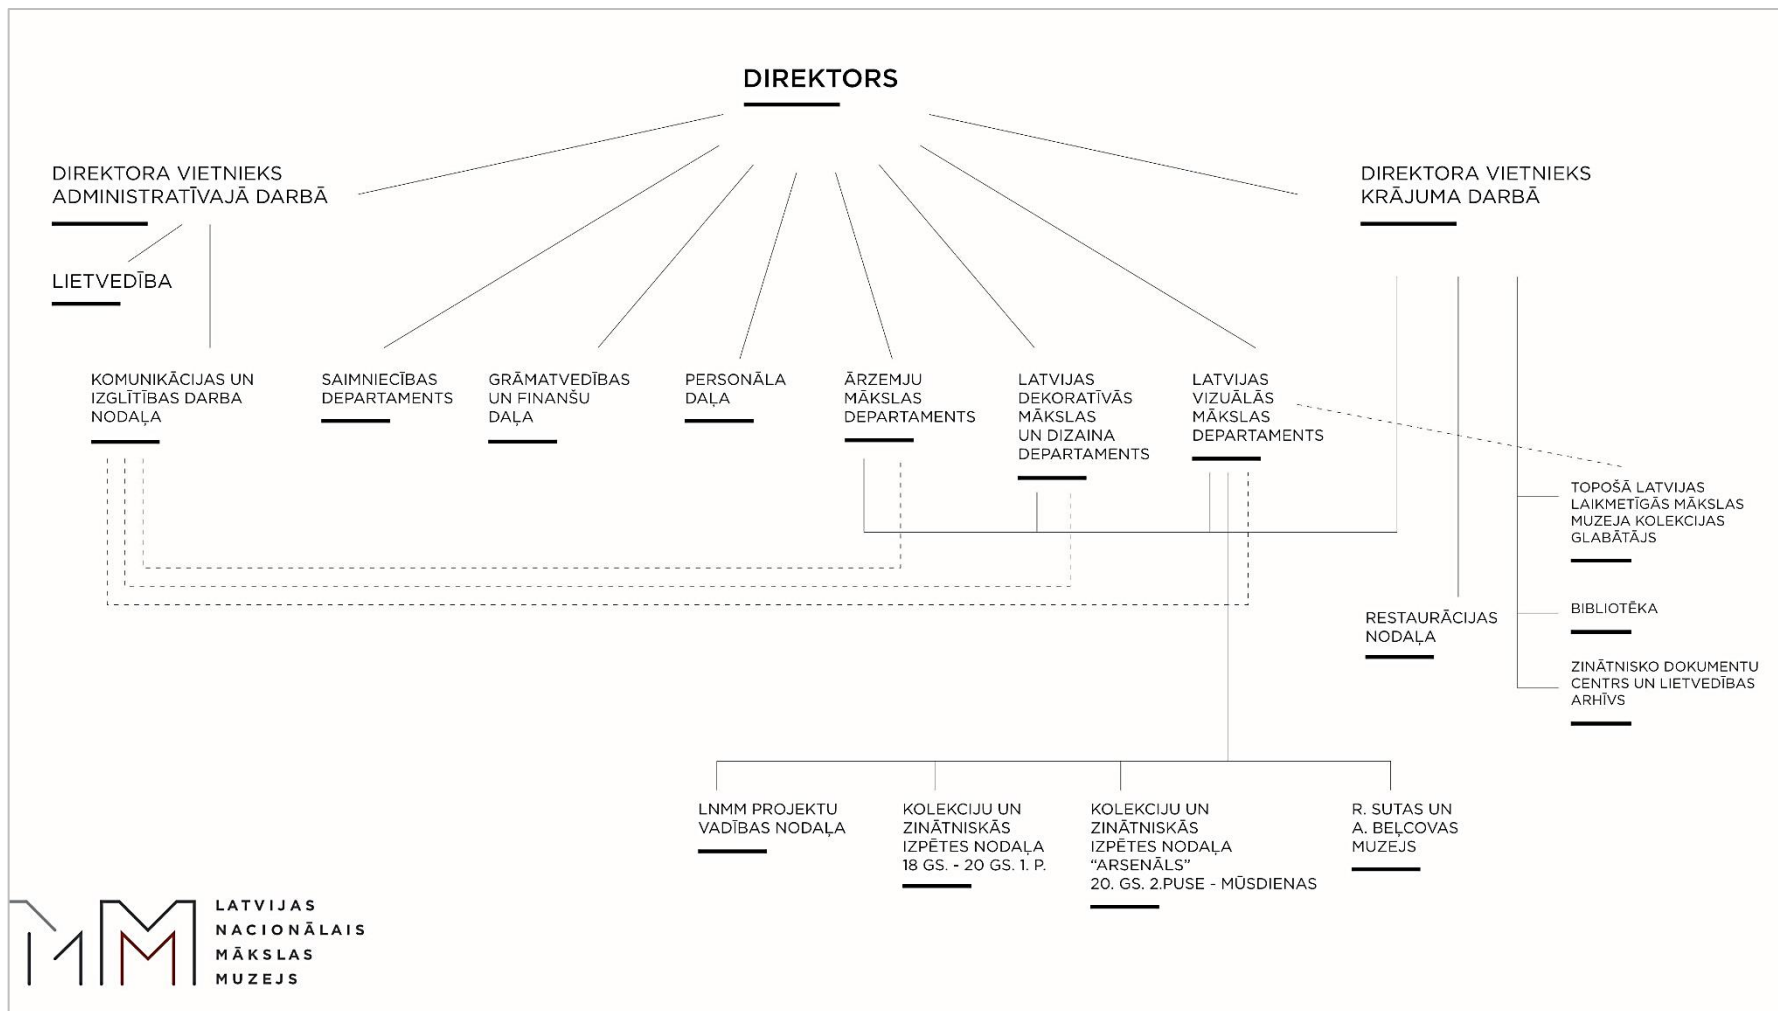 DIREKTORS
DIREKTORA VIETNIEKS
ADMINISTRATĪVAJĀ DARBĀ
DIREKTORA VIETNIEKS
KRĀJUMA DARBĀ
LIETVEDĪBA
KOMUNIKĀCIJAS UN
IZGLĪTĪBAS DARBA
NODAĻA
SAIMNIECĪBAS
DEPARTAMENTS
GRĀMATVEDĪBAS
UN FINANŠU
DAĻA
PERSONĀLA
DAĻA
ĀRZEMJU
MĀKSLAS
DEPARTAMENTS
LATVIJAS
DEKORATĪVĀS
MĀKSLAS
UN DIZAINA
DEPARTAMENTS
LATVIJAS
VIZUĀLĀS
MĀKSLAS
DEPARTAMENTS
TOPOŠĀ LATVIJAS
LAIKMETĪGĀS MĀKSLAS
MUZEJA KOLEKCIJAS
GLABĀTĀJS
BIBLIOTĒKA
RESTAURĀCIJAS
NODAĻA
ZINĀTNISKO DOKUMENTU
CENTRS UN LIETVEDĪBAS
ARHĪVS
LNMM PROJEKTU
VADĪBAS NODAĻA
KOLEKCIJU UN
ZINĀTNISKĀS
IZPĒTES NODAĻA
18 GS. - 20 GS. 1. P.
KOLEKCIJU UN
ZINĀTNISKĀS
IZPĒTES NODAĻA
“ARSENĀLS”
20. GS. 2.PUSE - MŪSDIENAS
R. SUTAS UN
A. BEĻCOVAS
MUZEJS
LATVIJAS
NACIONĀLAIS
MĀKSLAS
MUZEJS